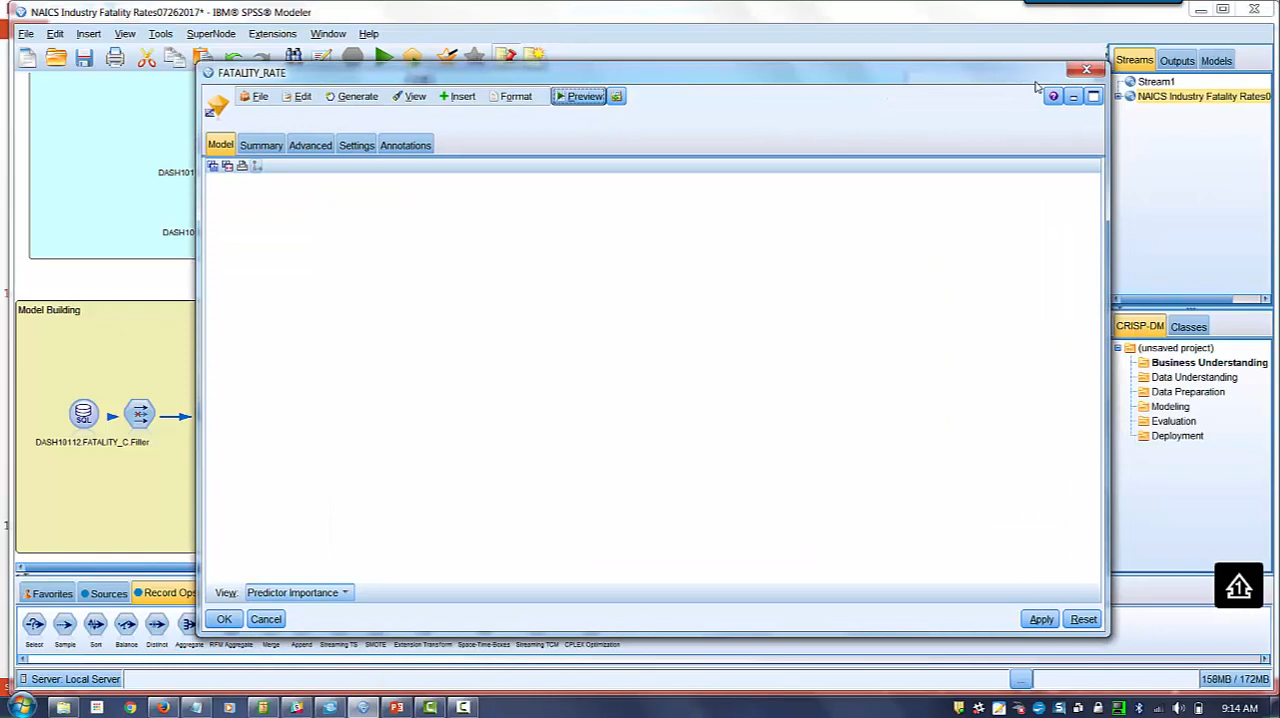 NAICS Industry Fatality Rates07262017* - IBM® SPSS® Modeler
File Edit Insert View Tools SuperNode Extensions Window Help
FATALITY_RATE
File Edit Generate View Insert Format Preview
Model Summary Advanced Settings Annotations
Streams Outputs Models
Stream1
NAICS Industry Fatality Rates0
DASH101
DASH10
Model Building
SQL
DASH10112.FATALITY_C.Filler
CRISP-DM Classes
(unsaved project)
Business Understanding
Data Understanding
Data Preparation
Modeling
Evaluation
Deployment
View: Predictor Importance
OK Cancel Apply Reset
Favorites Sources Record Ops
Select Sample Sort Balance Distinct Aggregate RFM Aggregate Merge Append Streaming TS SMOTE Extension Transform Space-Time-Boxes Streaming TCM CPLEX Optimization
Server: Local Server 158MB / 172MB
9:14 AM